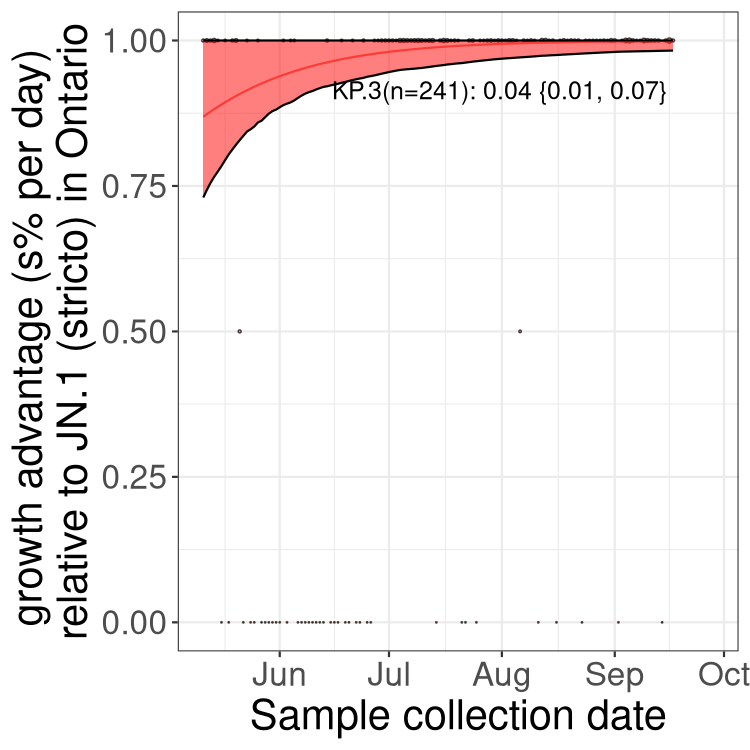 growth advantage (s% per day)
relative to JN.1 (stricto) in Ontario
1.00
0.75
0.50
0.25
0.00
KP.3(n=241): 0.04 {0.01, 0.07}
Jun Jul Aug Sep Oct
Sample collection date